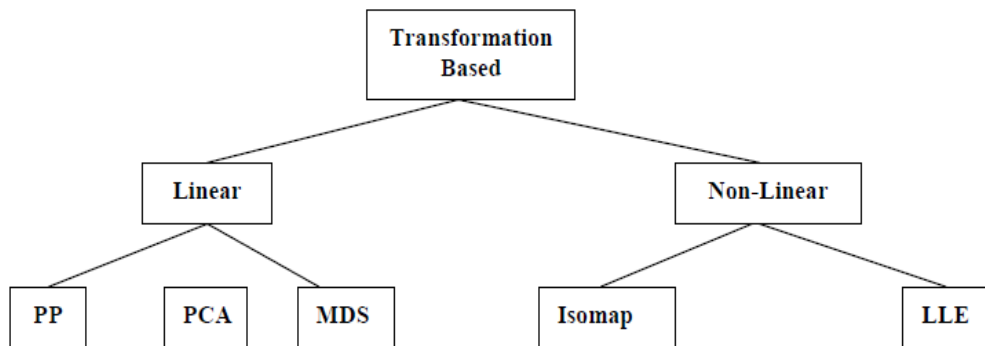 Transformation
Based
Linear
Non-Linear
PP
PCA
MDS
Isomap
LLE